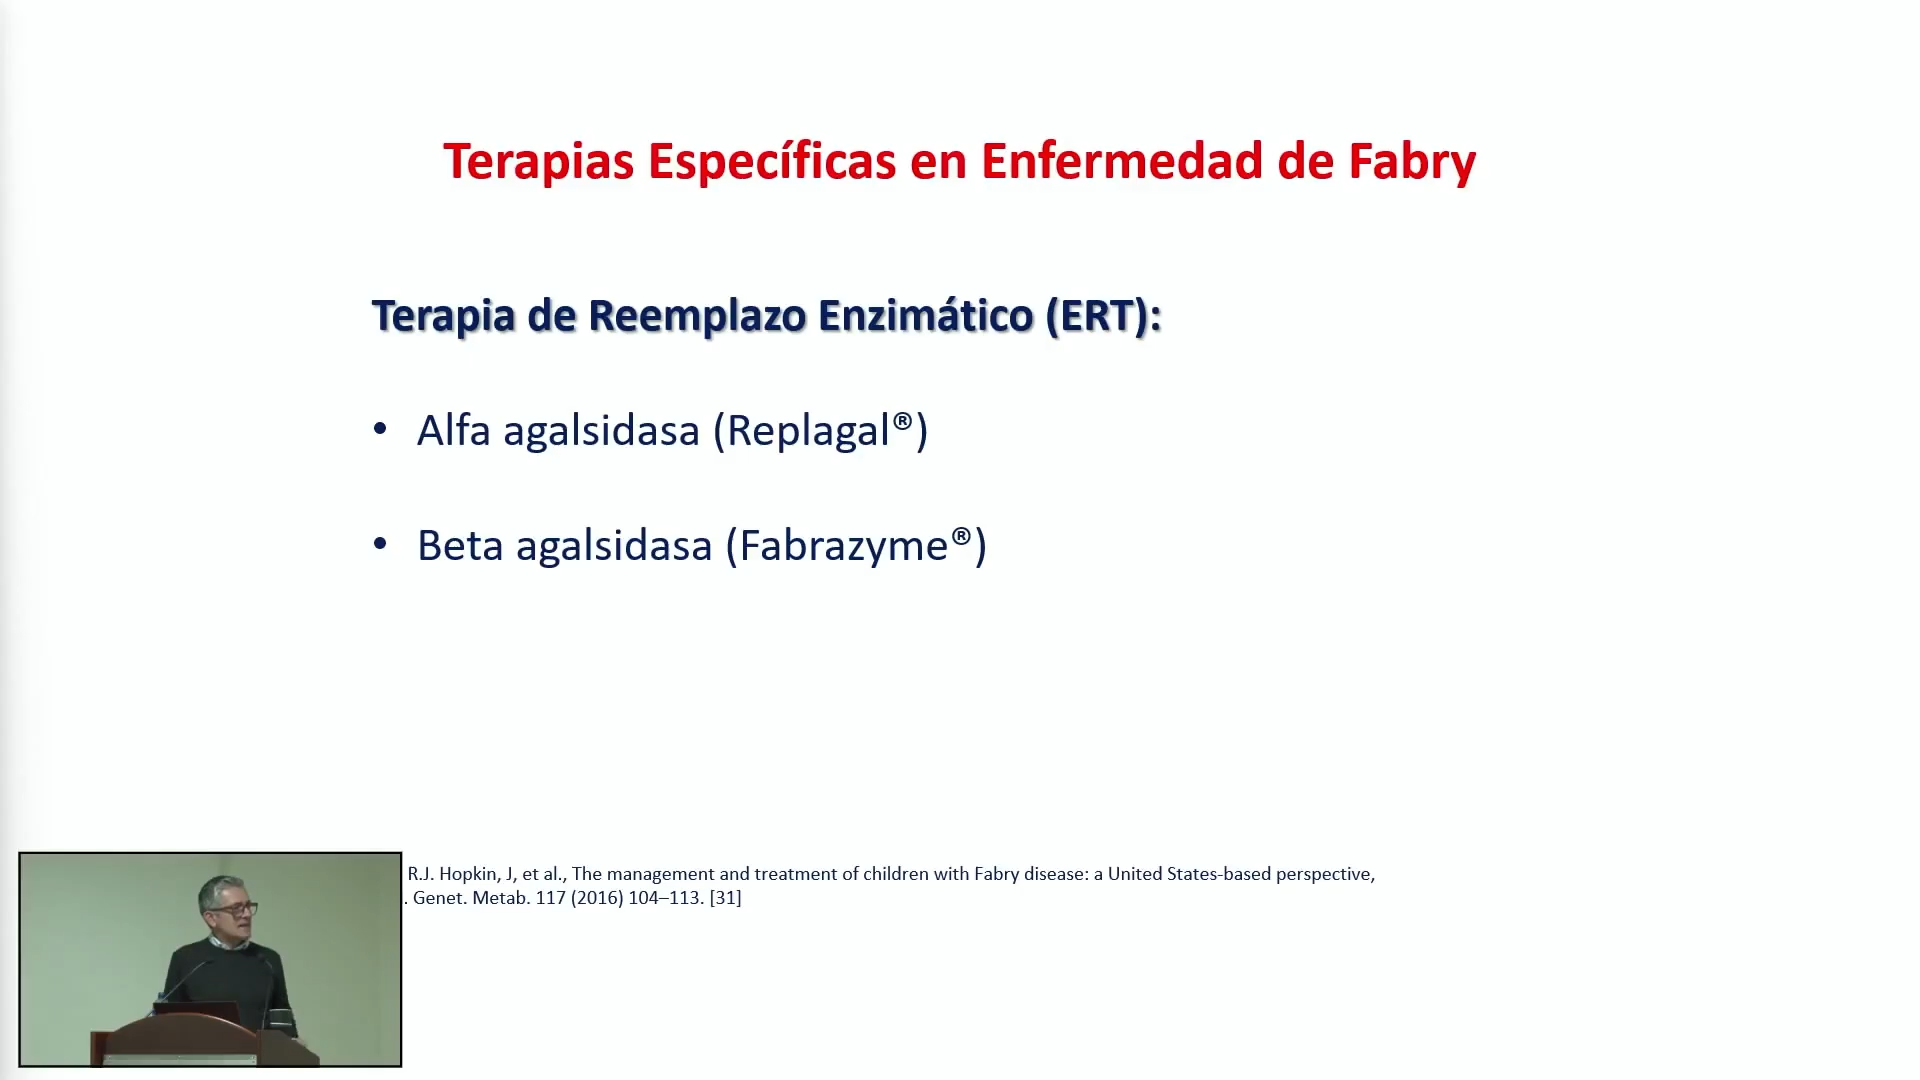 Terapias Específicas en Enfermedad de Fabry
Terapia de Reemplazo Enzimático (ERT):
• Alfa agalsidasa (Replagal®)
• Beta agalsidasa (Fabrazyme®)
R.J. Hopkin, J, et al., The management and treatment of children with Fabry disease: a United States-based perspective,
. Genet. Metab. 117 (2016) 104–113. [31]